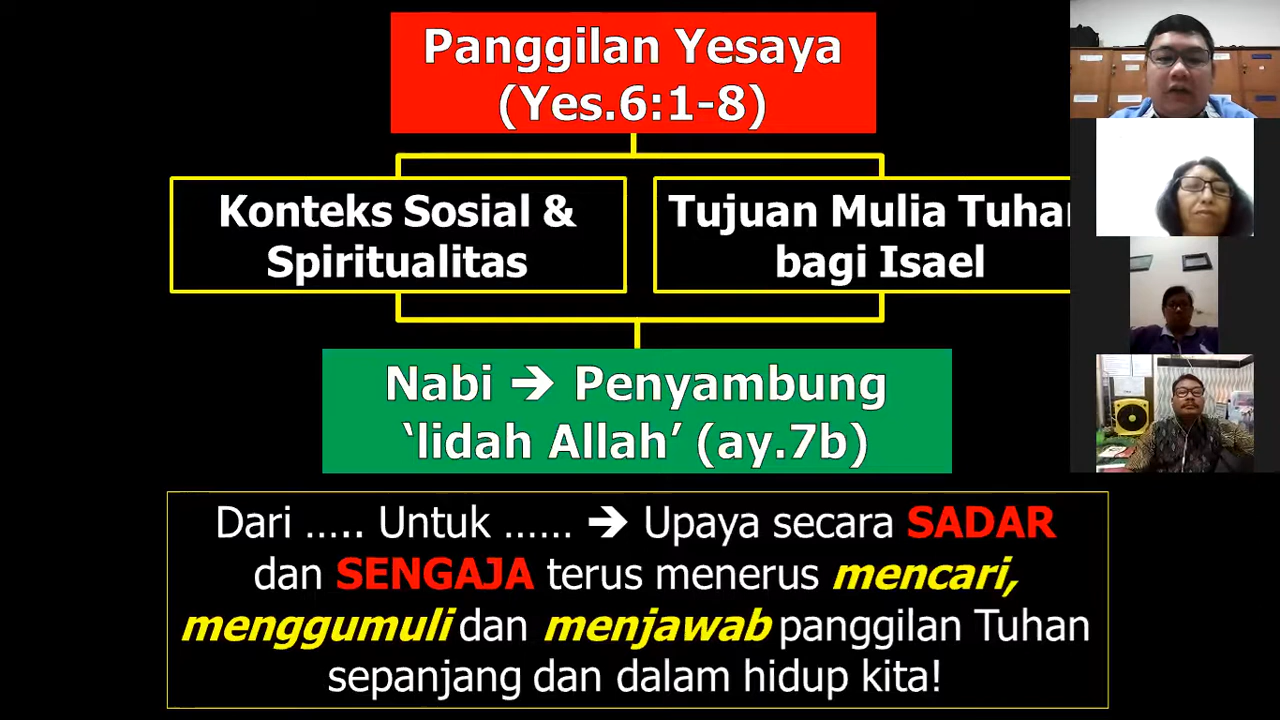 Panggilan Yesaya
(Yes.6:1-8)
Konteks Sosial &
Spiritualitas
Tujuan Mulia Tuhan
bagi Isael
Nabi ➔ Penyambung
‘lidah Allah’ (ay.7b)
Dari ….. Untuk …… ➔ Upaya secara SADAR
dan SENGAJA terus menerus mencari,
menggumuli dan menjawab panggilan Tuhan
sepanjang dan dalam hidup kita!